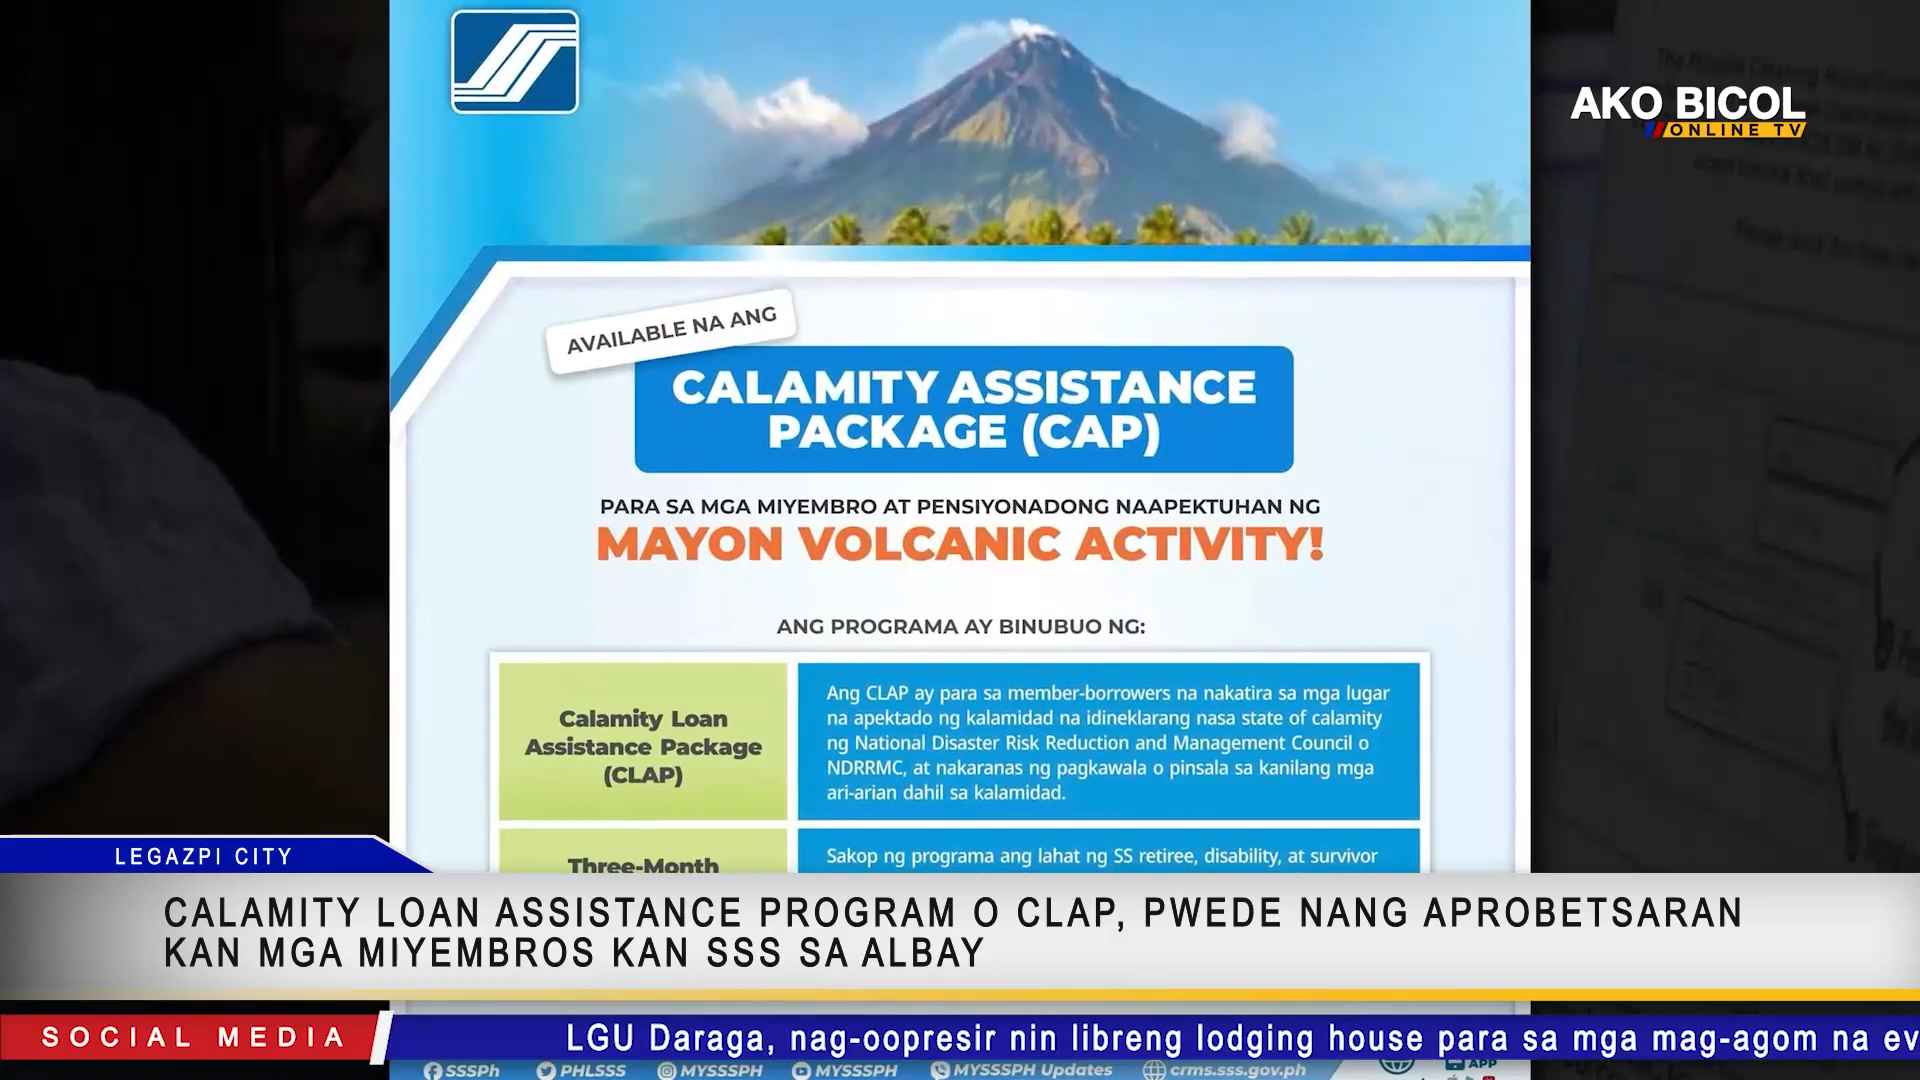 AKO BICOL
ONLINE TV
AVAILABLE NA ANG
CALAMITY ASSISTANCE
PACKAGE (CAP)
PARA SA MGA MIYEMBRO AT PENSIYONADONG NAAPEKTUHAN NG
MAYON VOLCANIC ACTIVITY!
ANG PROGRAMA AY BINUBUO NG:
Calamity Loan
Assistance Package
(CLAP)
Ang CLAP ay para sa member-borrowers na nakatira sa mga lugar
na apektado ng kalamidad na idineklarang nasa state of calamity
ng National Disaster Risk Reduction and Management Council o
NDRRMC, at nakaranas ng pagkawala o pinsala sa kanilang mga
ari-arian dahil sa kalamidad.
Three-Month
Sakop ng programa ang lahat ng SS retiree, disability, at survivor
LEGAZPI CITY
CALAMITY LOAN ASSISTANCE PROGRAM O CLAP, PWEDE NANG APROBETSARAN
KAN MGA MIYEMBROS KAN SSS SA ALBAY
SOCIAL MEDIA
LGU Daraga, nag-oopresir nin libreng lodging house para sa mga mag-agom na ev
SSSPh PHLSSS MYSSSPH MYSSSPH MYSSSPH Updates crms.sss.gov.ph APP